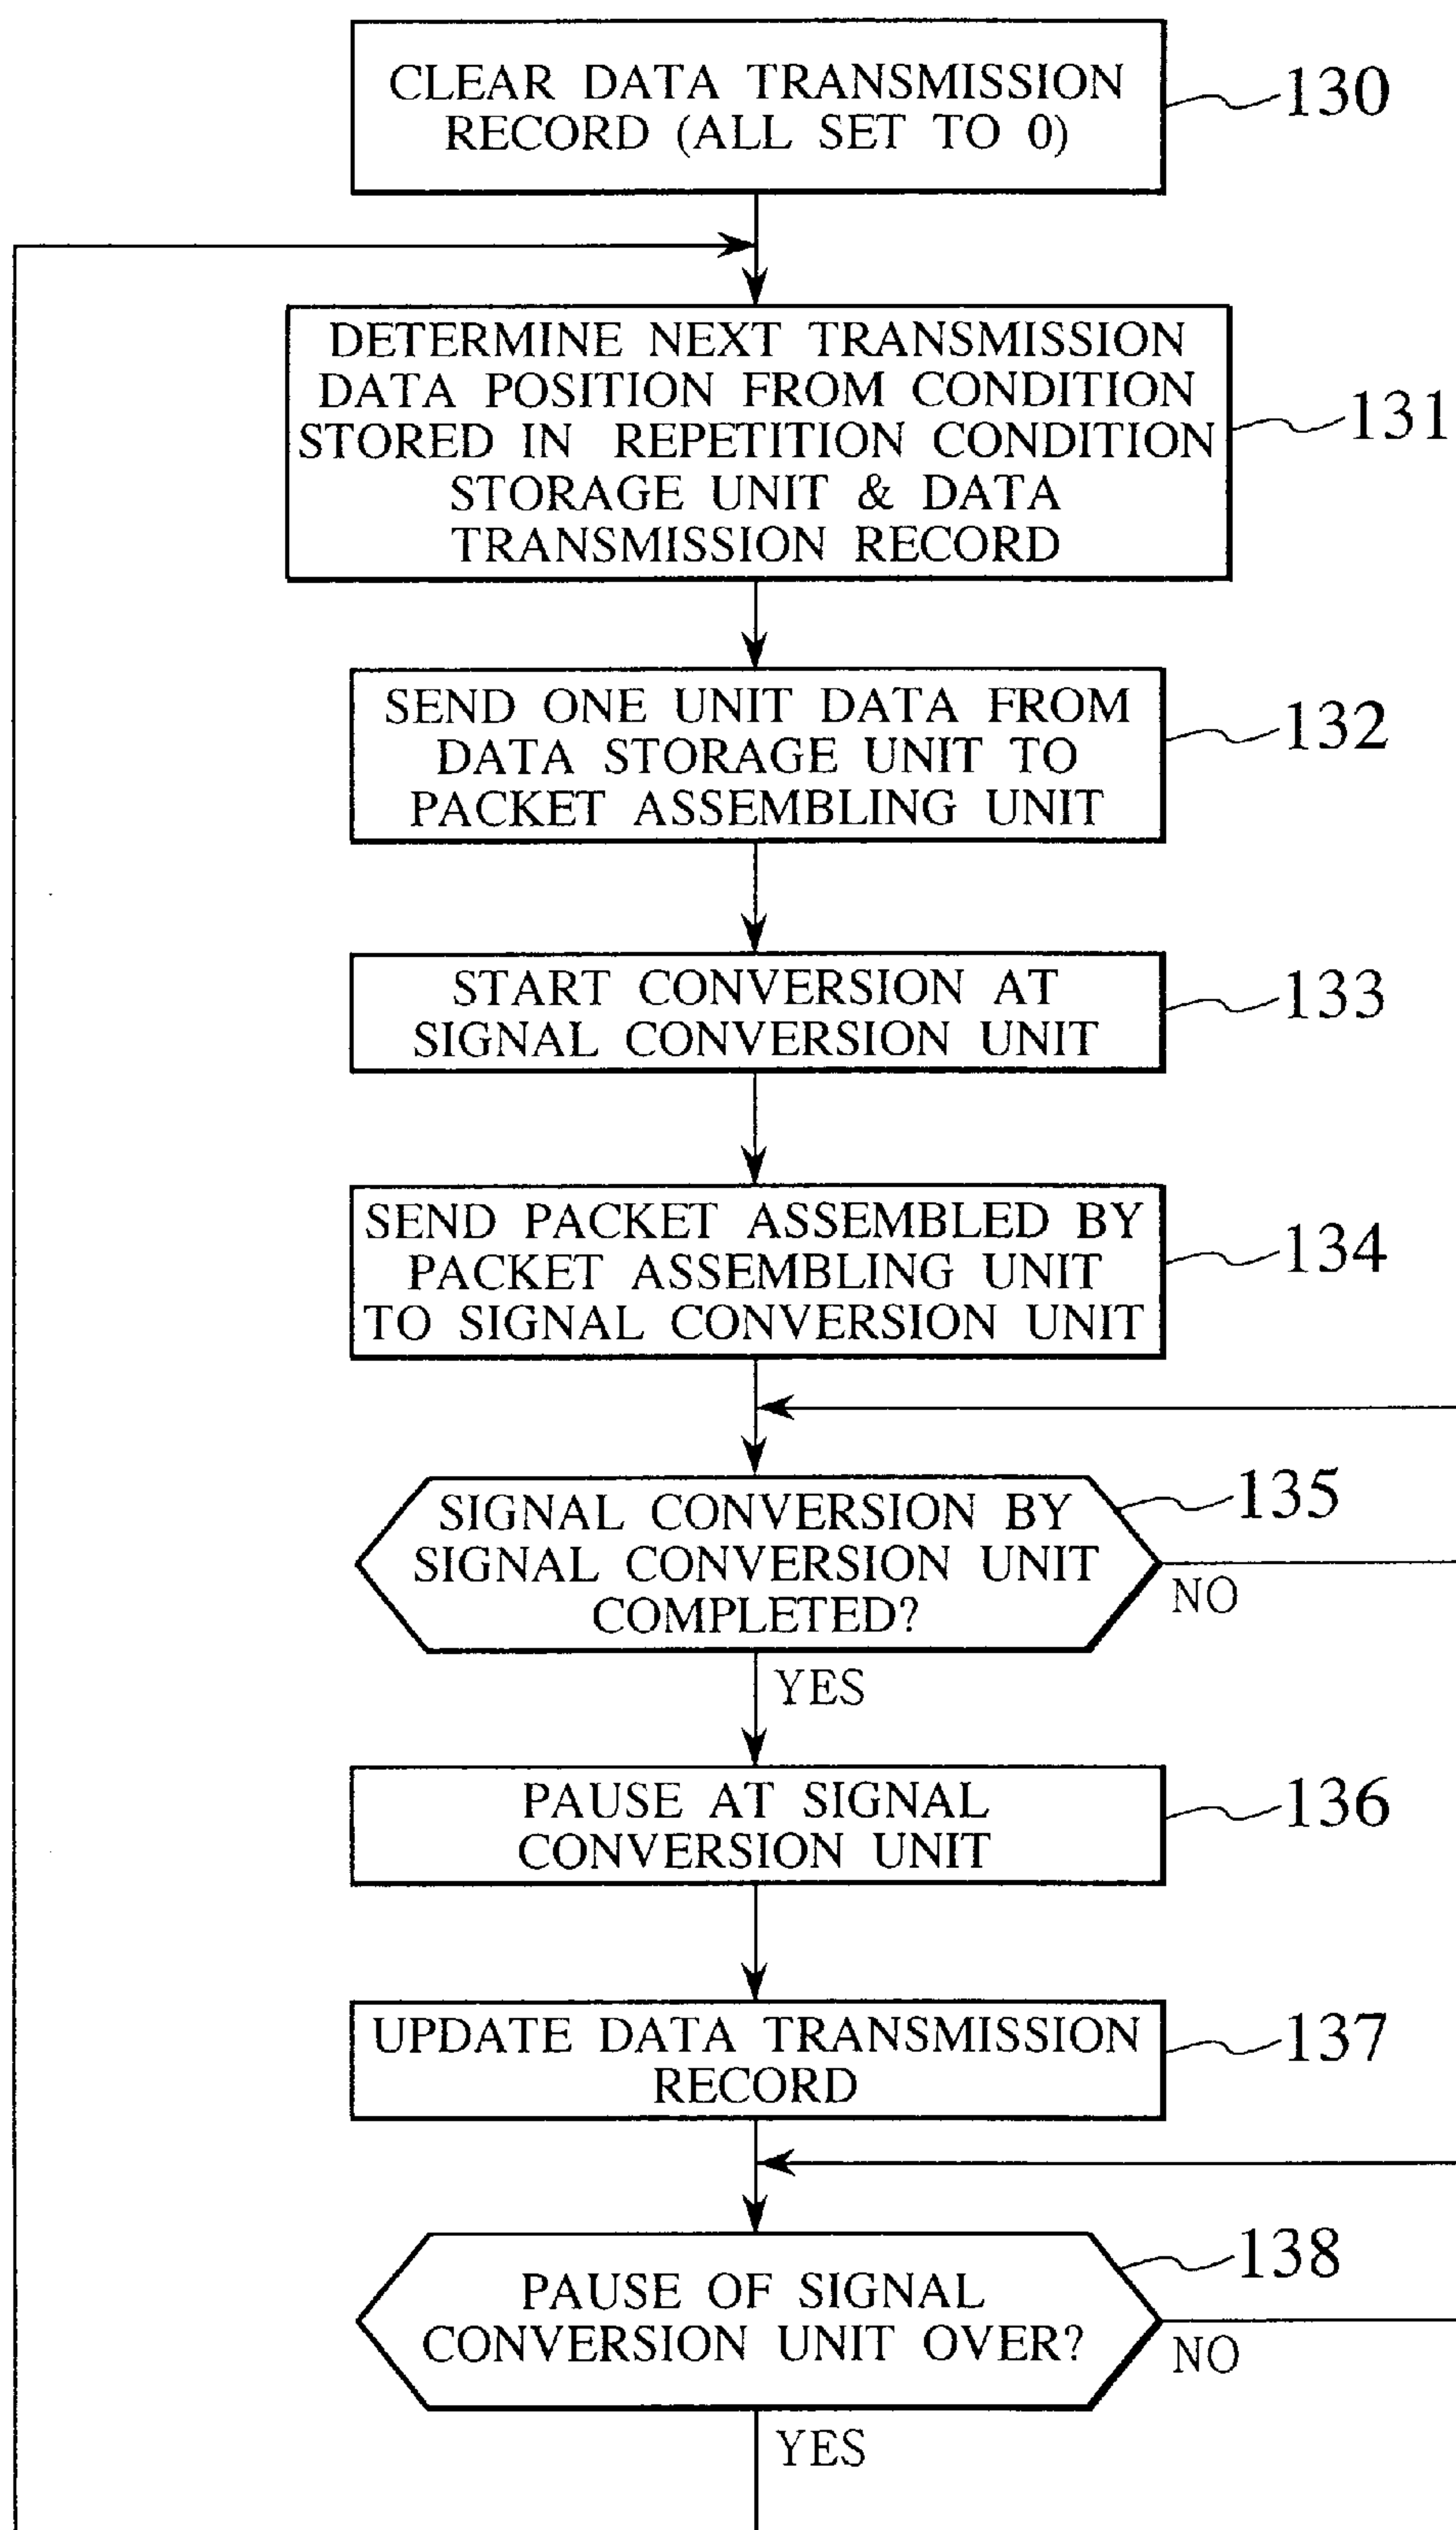 CLEAR DATA TRANSMISSION
RECORD (ALL SET TO 0)
130
DETERMINE NEXT TRANSMISSION
DATA POSITION FROM CONDITION
STORED IN REPETITION CONDITION
STORAGE UNIT & DATA
TRANSMISSION RECORD
131
SEND ONE UNIT DATA FROM
DATA STORAGE UNIT TO
PACKET ASSEMBLING UNIT
132
START CONVERSION AT
SIGNAL CONVERSION UNIT
133
SEND PACKET ASSEMBLED BY
PACKET ASSEMBLING UNIT
TO SIGNAL CONVERSION UNIT
134
SIGNAL CONVERSION BY
SIGNAL CONVERSION UNIT
COMPLETED?
135
NO
YES
PAUSE AT SIGNAL
CONVERSION UNIT
136
UPDATE DATA TRANSMISSION
RECORD
137
PAUSE OF SIGNAL
CONVERSION UNIT OVER?
138
NO
YES